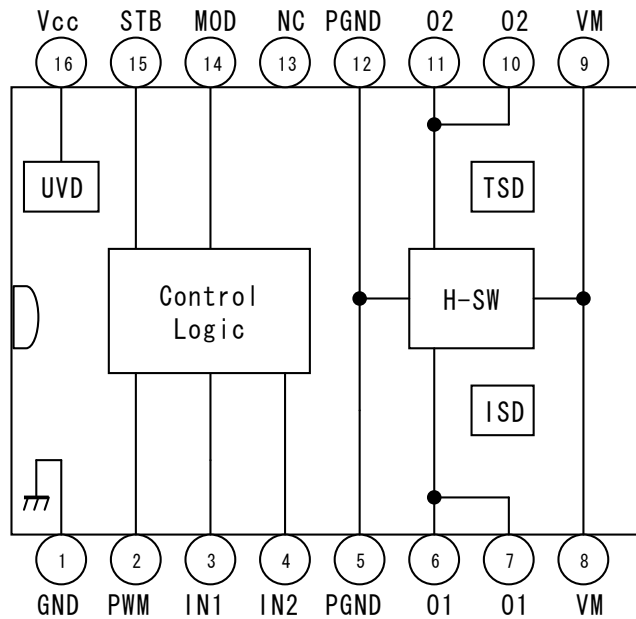 Vcc STB MOD NC PGND O2 O2 VM
16 15 14 13 12 11 10 9
UVD TSD
Control
Logic
H-SW
ISD
1 2 3 4 5 6 7 8
GND PWM IN1 IN2 PGND O1 O1 VM